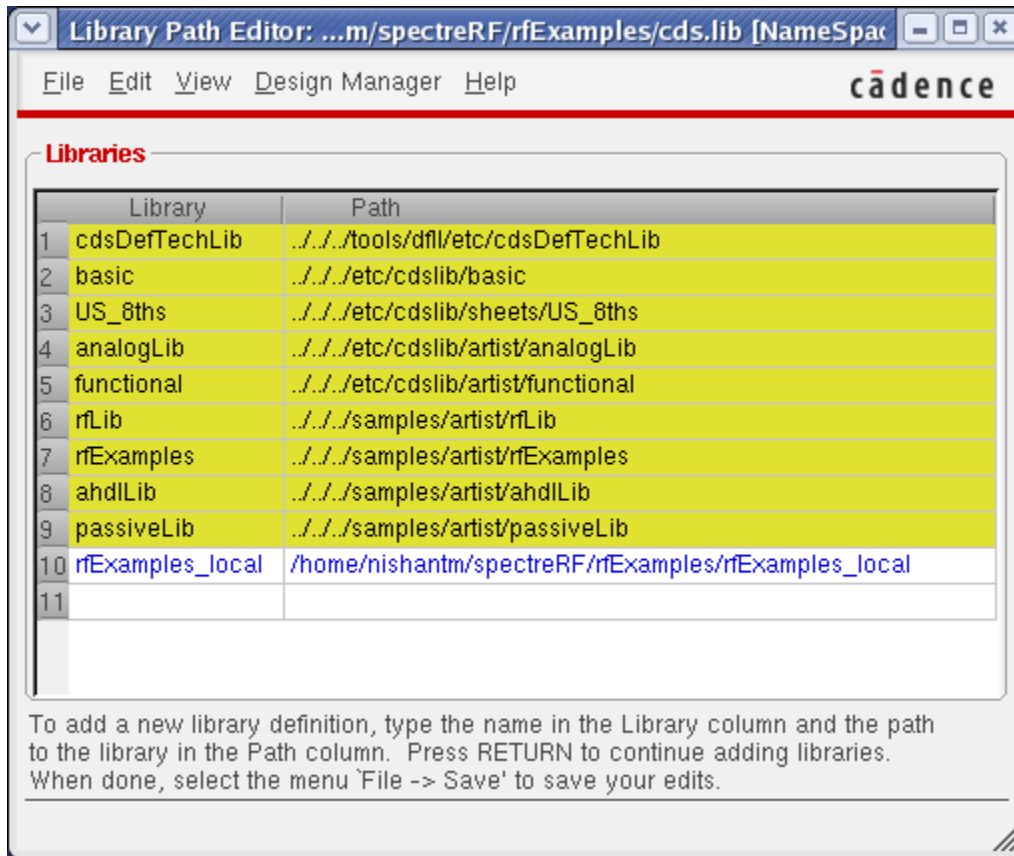 Library Path Editor: ...m/spectreRF/rfExamples/cds.lib [NameSpac
File Edit View Design Manager Help cādence
Libraries
Library Path
1 cdsDefTechLib ../../../tools/dfII/etc/cdsDefTechLib
2 basic ../../../etc/cdslib/basic
3 US_8ths ../../../etc/cdslib/sheets/US_8ths
4 analogLib ../../../etc/cdslib/artist/analogLib
5 functional ../../../etc/cdslib/artist/functional
6 rfLib ../../../samples/artist/rfLib
7 rfExamples ../../../samples/artist/rfExamples
8 ahdlLib ../../../samples/artist/ahdlLib
9 passiveLib ../../../samples/artist/passiveLib
10 rfExamples_local /home/nishantm/spectreRF/rfExamples/rfExamples_local
11
To add a new library definition, type the name in the Library column and the path
to the library in the Path column. Press RETURN to continue adding libraries.
When done, select the menu `File -> Save' to save your edits.